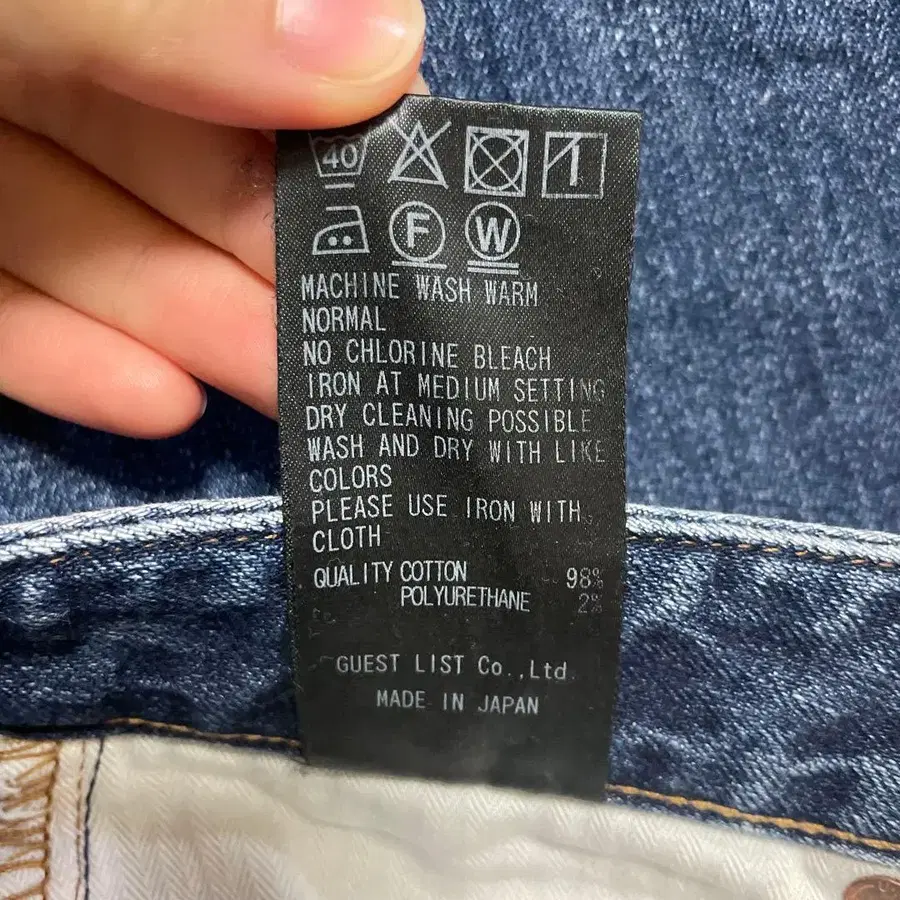 40
F W
MACHINE WASH WARM
NORMAL
NO CHLORINE BLEACH
IRON AT MEDIUM SETTING
DRY CLEANING POSSIBLE
WASH AND DRY WITH LIKE
COLORS
PLEASE USE IRON WITH
CLOTH
QUALITY COTTON 98%
POLYURETHANE 2%
GUEST LIST Co.,Ltd.
MADE IN JAPAN